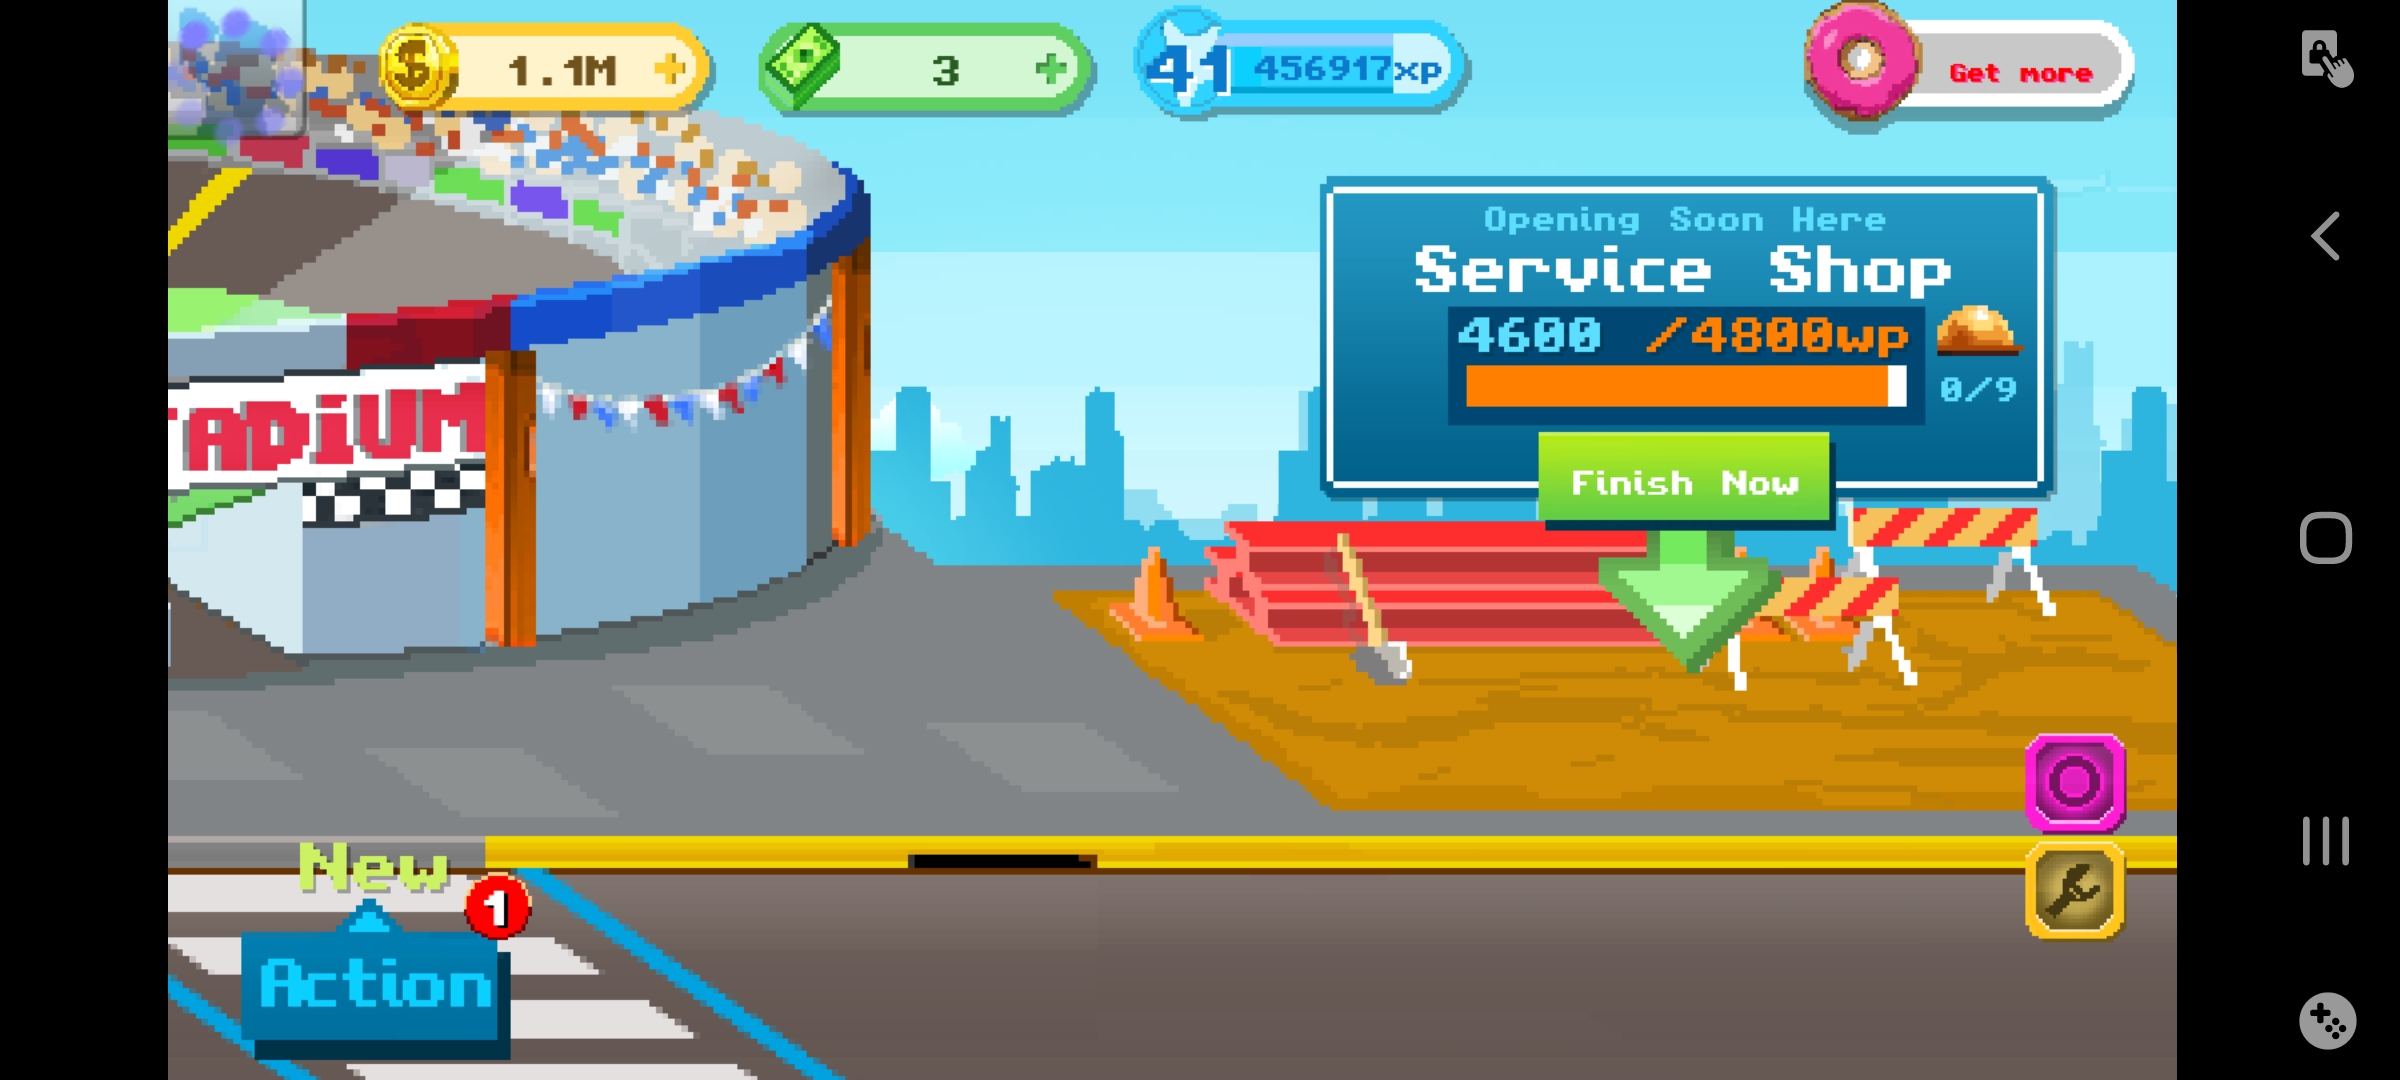 $ 1.1M +
3 +
41 456917xp
Get more
Opening Soon Here
Service Shop
4600 /4800wp
0/9
Finish Now
TADiUM
New
1
Action